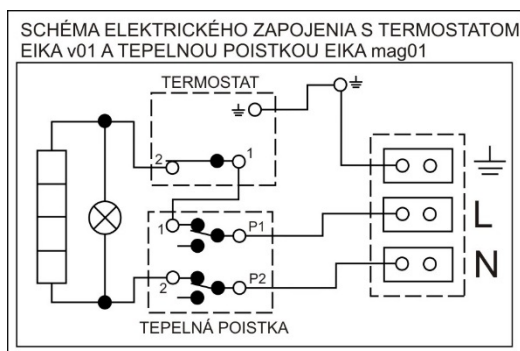 SCHÉMA ELEKTRICKÉHO ZAPOJENIA S TERMOSTATOM
EIKA v01 A TEPELNOU POISTKOU EIKA mag01
TERMOSTAT
2
1
L
1
P1
N
2
P2
TEPELNÁ POISTKA